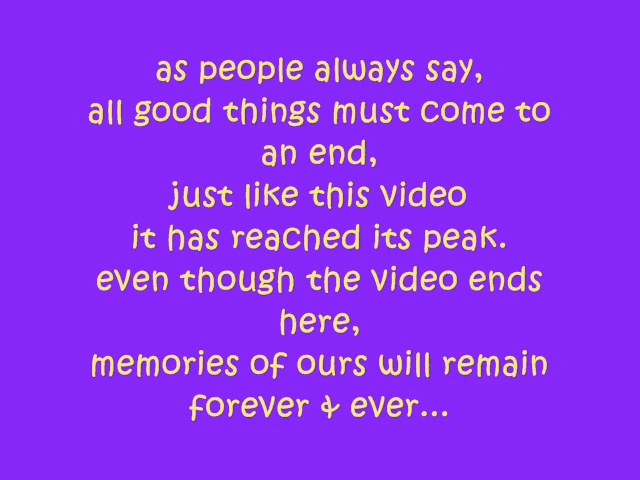 as people always say,
all good things must come to
an end,
just like this video
it has reached its peak.
even though the video ends
here,
memories of ours will remain
forever & ever...